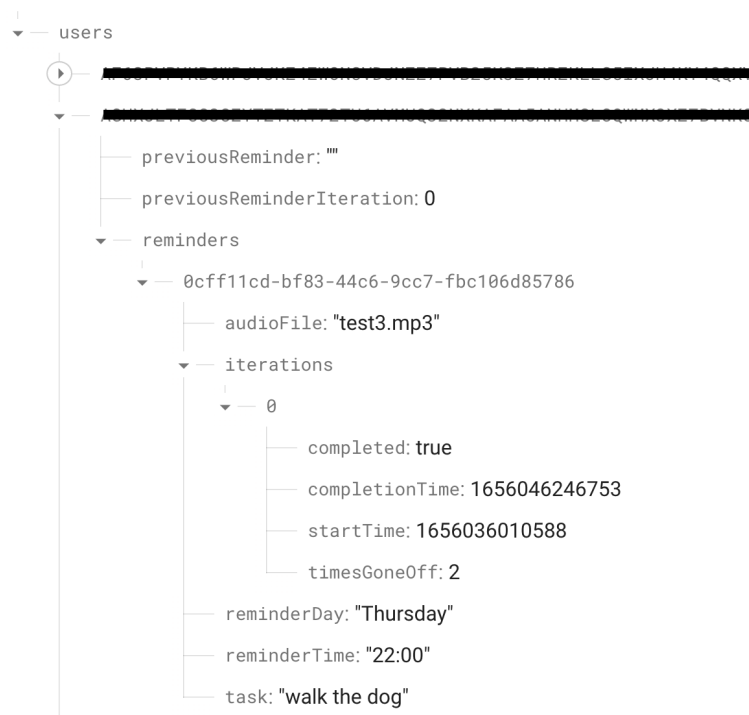 users
previousReminder: ""
previousReminderIteration: 0
reminders
0cff11cd-bf83-44c6-9cc7-fbc106d85786
audioFile: "test3.mp3"
iterations
0
completed: true
completionTime: 1656046246753
startTime: 1656036010588
timesGoneOff: 2
reminderDay: "Thursday"
reminderTime: "22:00"
task: "walk the dog"